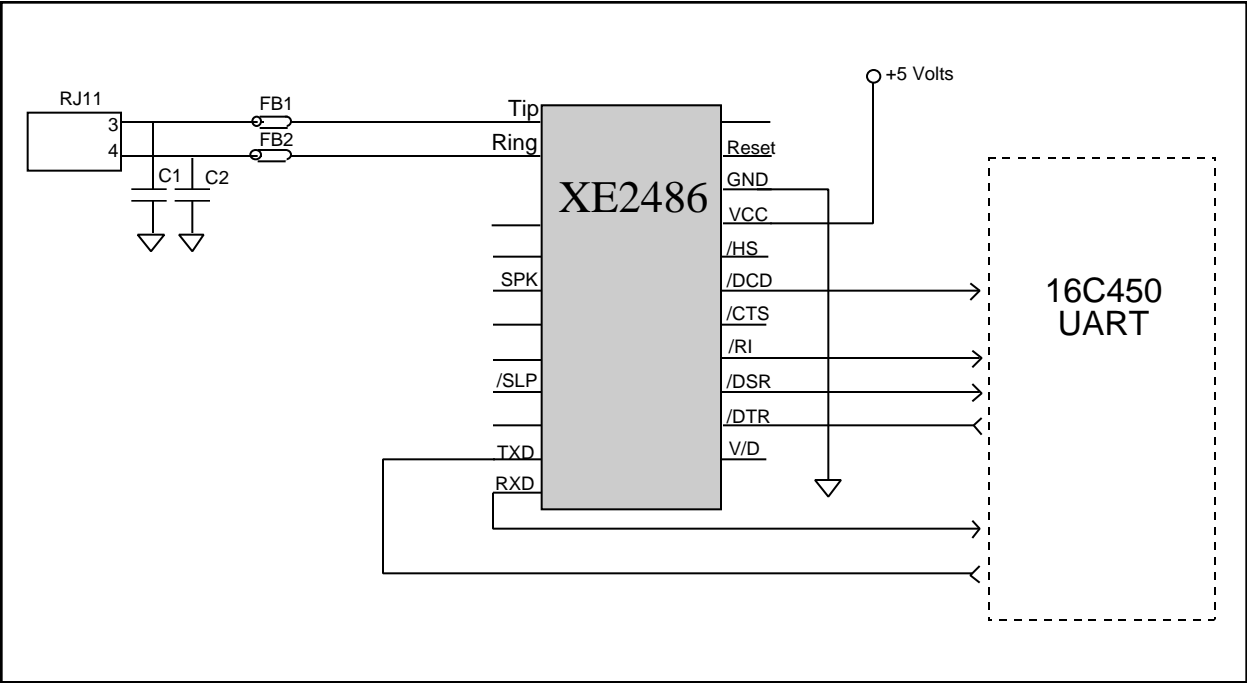 +5 Volts
RJ11
3
4
FB1
FB2
C1
C2
Tip
Ring
SPK
/SLP
TXD
RXD
XE2486
Reset
GND
VCC
/HS
/DCD
/CTS
/RI
/DSR
/DTR
V/D
16C450
UART